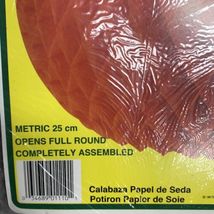 METRIC 25 cm
OPENS FULL ROUND
COMPLETELY ASSEMBLED
Calabaza Papel de Seda
Potiron Papier de Soie